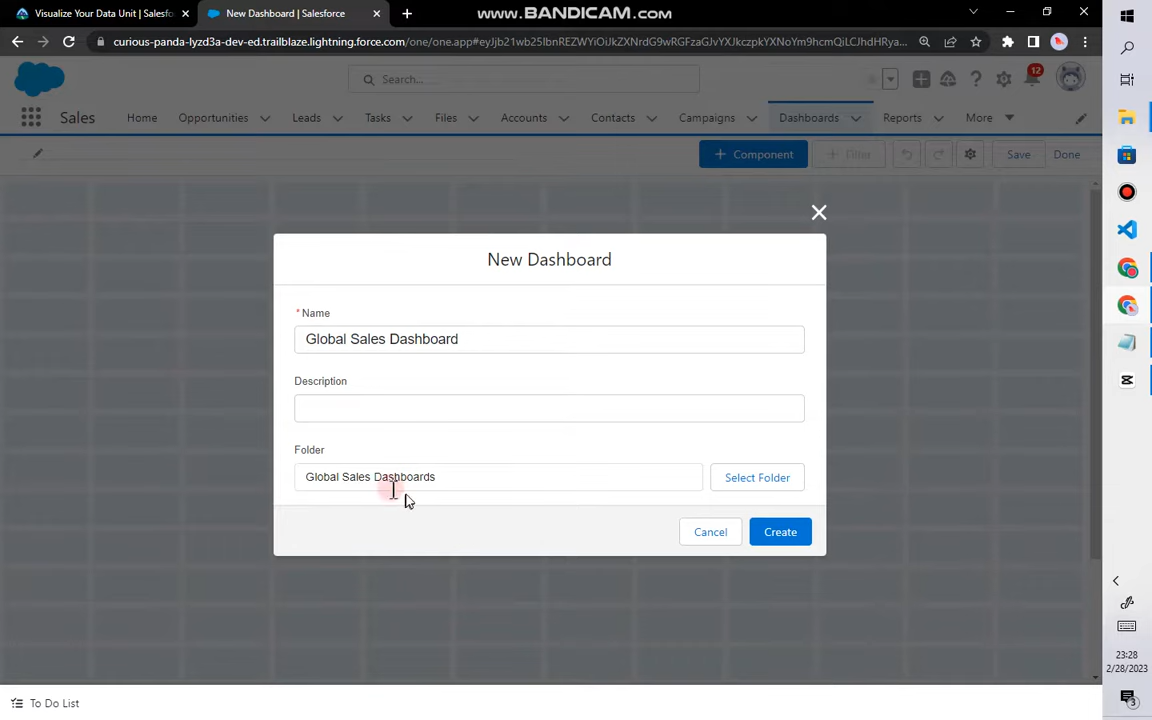 Visualize Your Data Unit | Salesfo
New Dashboard | Salesforce
www.BANDICAM.com
curious-panda-lyzd3a-dev-ed.trailblaze.lightning.force.com/one/one.app#eyJjb21wb25lbnREZWYiOiJkZXNrdG9wRGFzaGJvYXJkczpkYXNoYm9hcmQiLCJhdHRya...
Search...
12
Sales
Home
Opportunities
Leads
Tasks
Files
Accounts
Contacts
Campaigns
Dashboards
Reports
More
+ Component
+ Filter
Save
Done
New Dashboard
* Name
Global Sales Dashboard
Description
Folder
Global Sales Dashboards
Select Folder
Cancel
Create
To Do List
23:28
2/28/2023
3